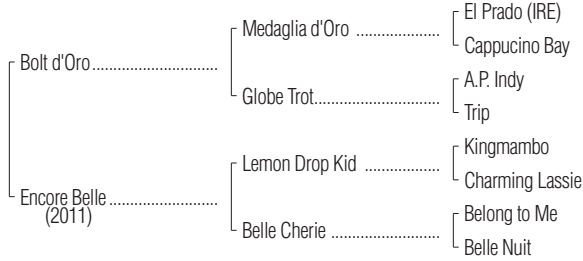 El Prado (IRE)
Medaglia d'Oro ..................
Cappucino Bay
Bolt d'Oro...........................
A.P. Indy
Globe Trot...........................
Trip
Kingmambo
Lemon Drop Kid ................
Charming Lassie
Encore Belle.......................
(2011)
Belong to Me
Belle Cherie .......................
Belle Nuit